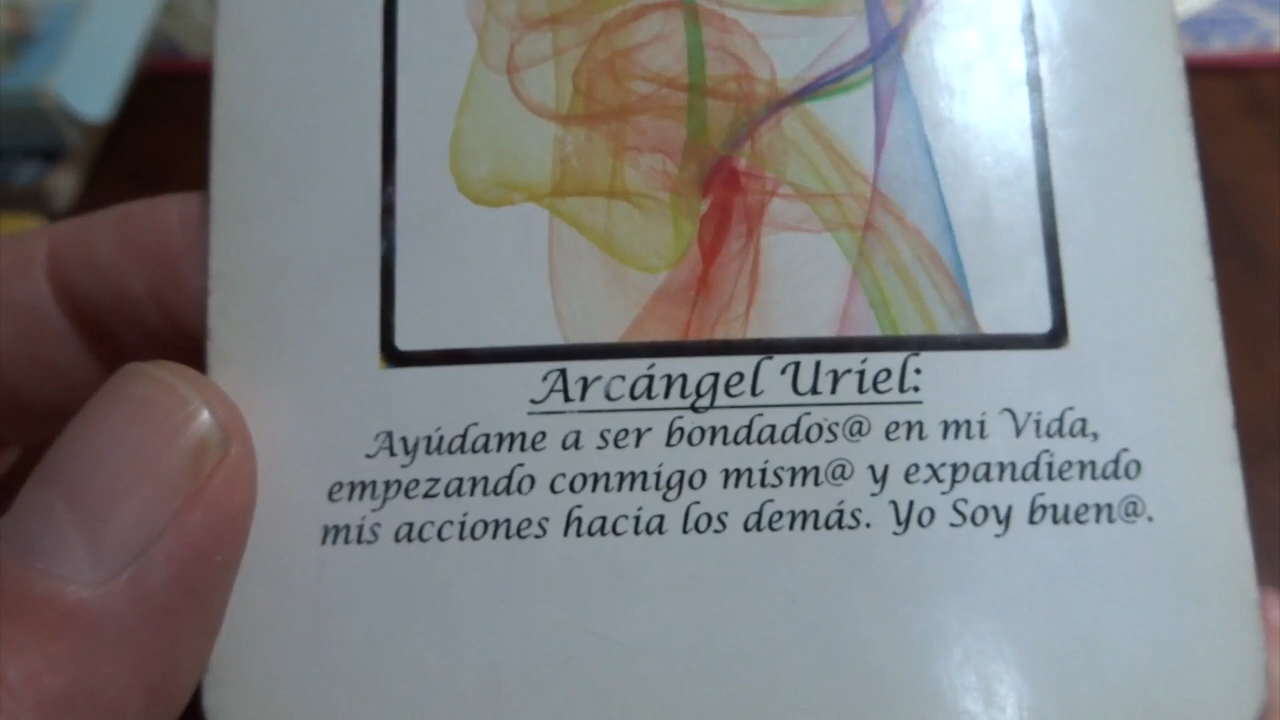 Arcángel Uriel:
Ayúdame a ser bondados@ en mi Vida,
empezando conmigo mism@ y expandiendo
mis acciones hacia los demás. Yo Soy buen@.